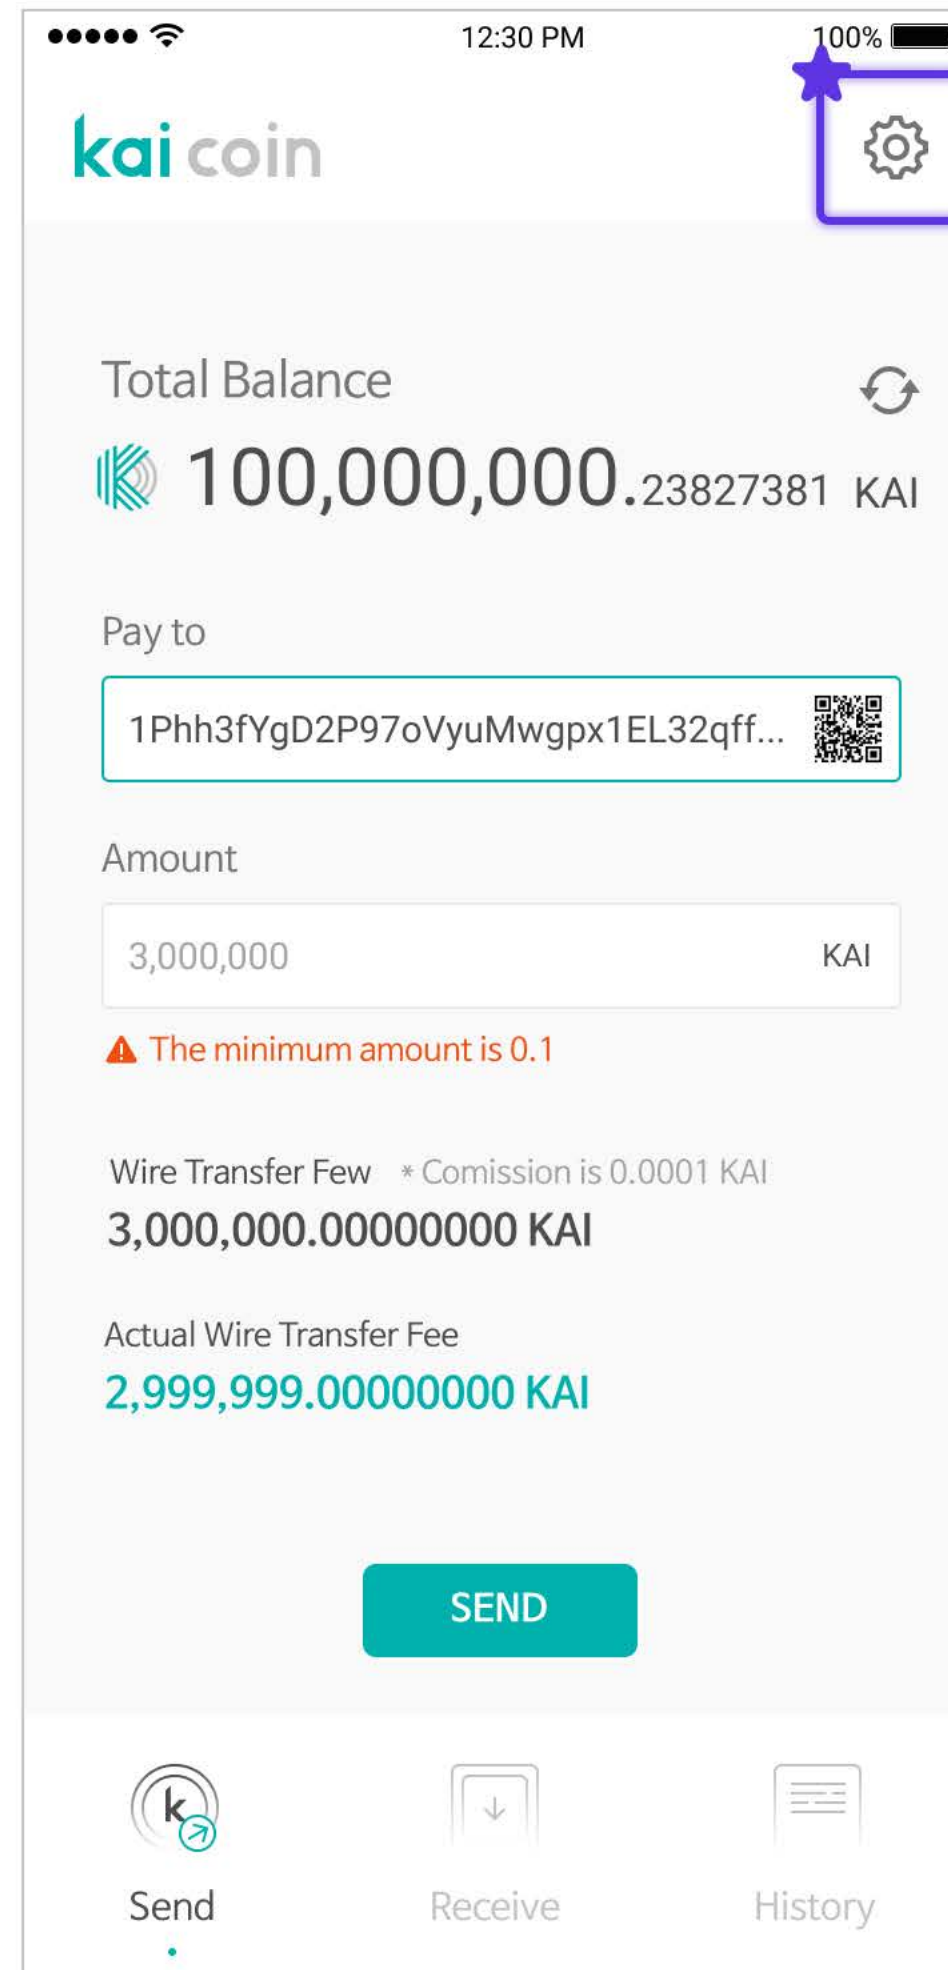 12:30 PM 100%
kai coin
Total Balance
100,000,000.23827381 KAI
Pay to
1Phh3fYgD2P97oVyuMwgpx1EL32qff...
Amount
3,000,000 KAI
The minimum amount is 0.1
Wire Transfer Few * Comission is 0.0001 KAI
3,000,000.00000000 KAI
Actual Wire Transfer Fee
2,999,999.00000000 KAI
SEND
k
Send Receive History